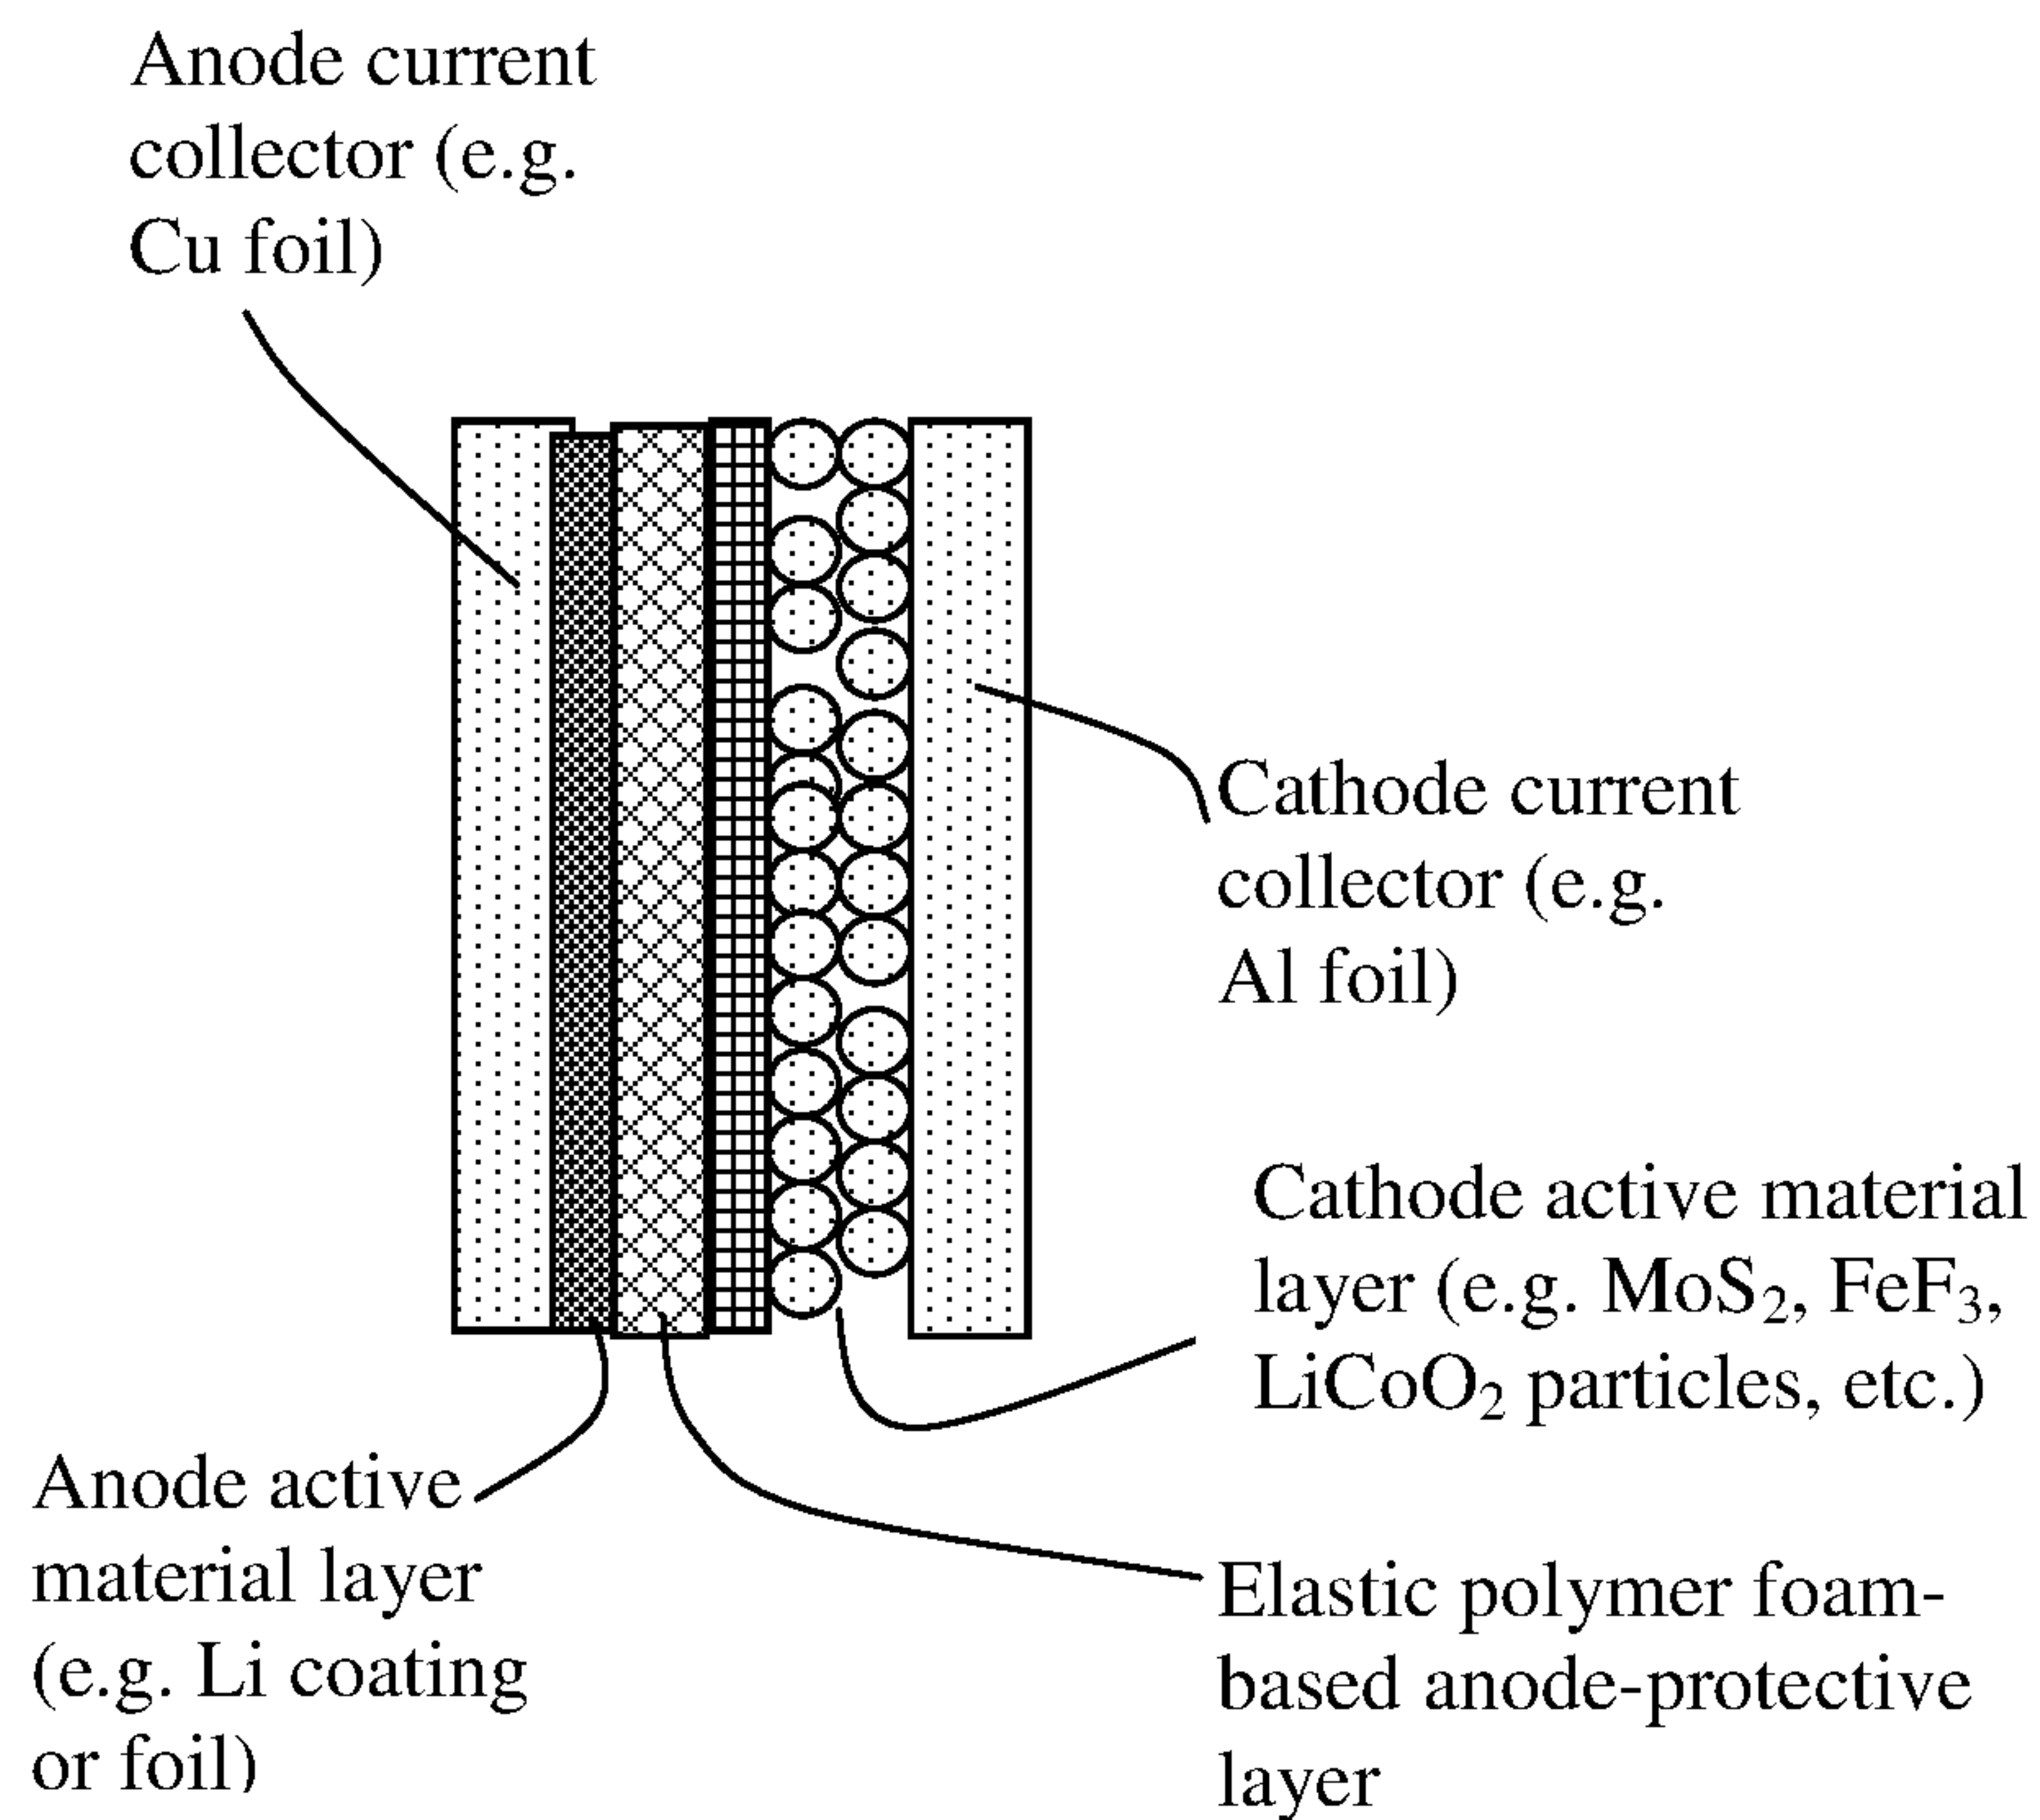 Anode current
collector (e.g.
Cu foil)
Cathode current
collector (e.g.
Al foil)
Cathode active material
layer (e.g. MoS₂, FeF₃,
LiCoO₂ particles, etc.)
Anode active
material layer
(e.g. Li coating
or foil)
Elastic polymer foam-
based anode-protective
layer